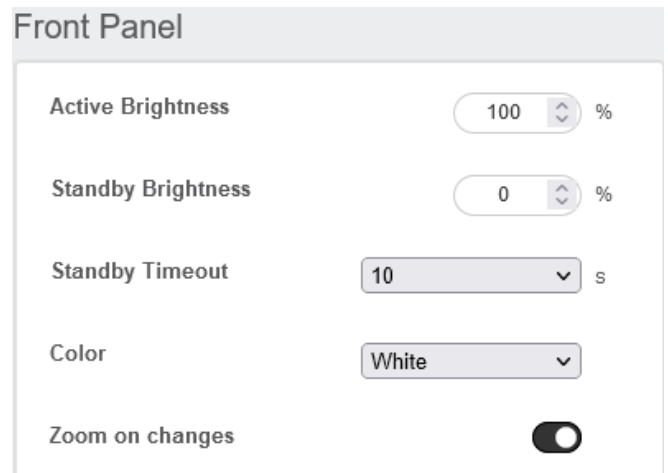 Front Panel
Active Brightness 100 %
Standby Brightness 0 %
Standby Timeout 10 s
Color White
Zoom on changes